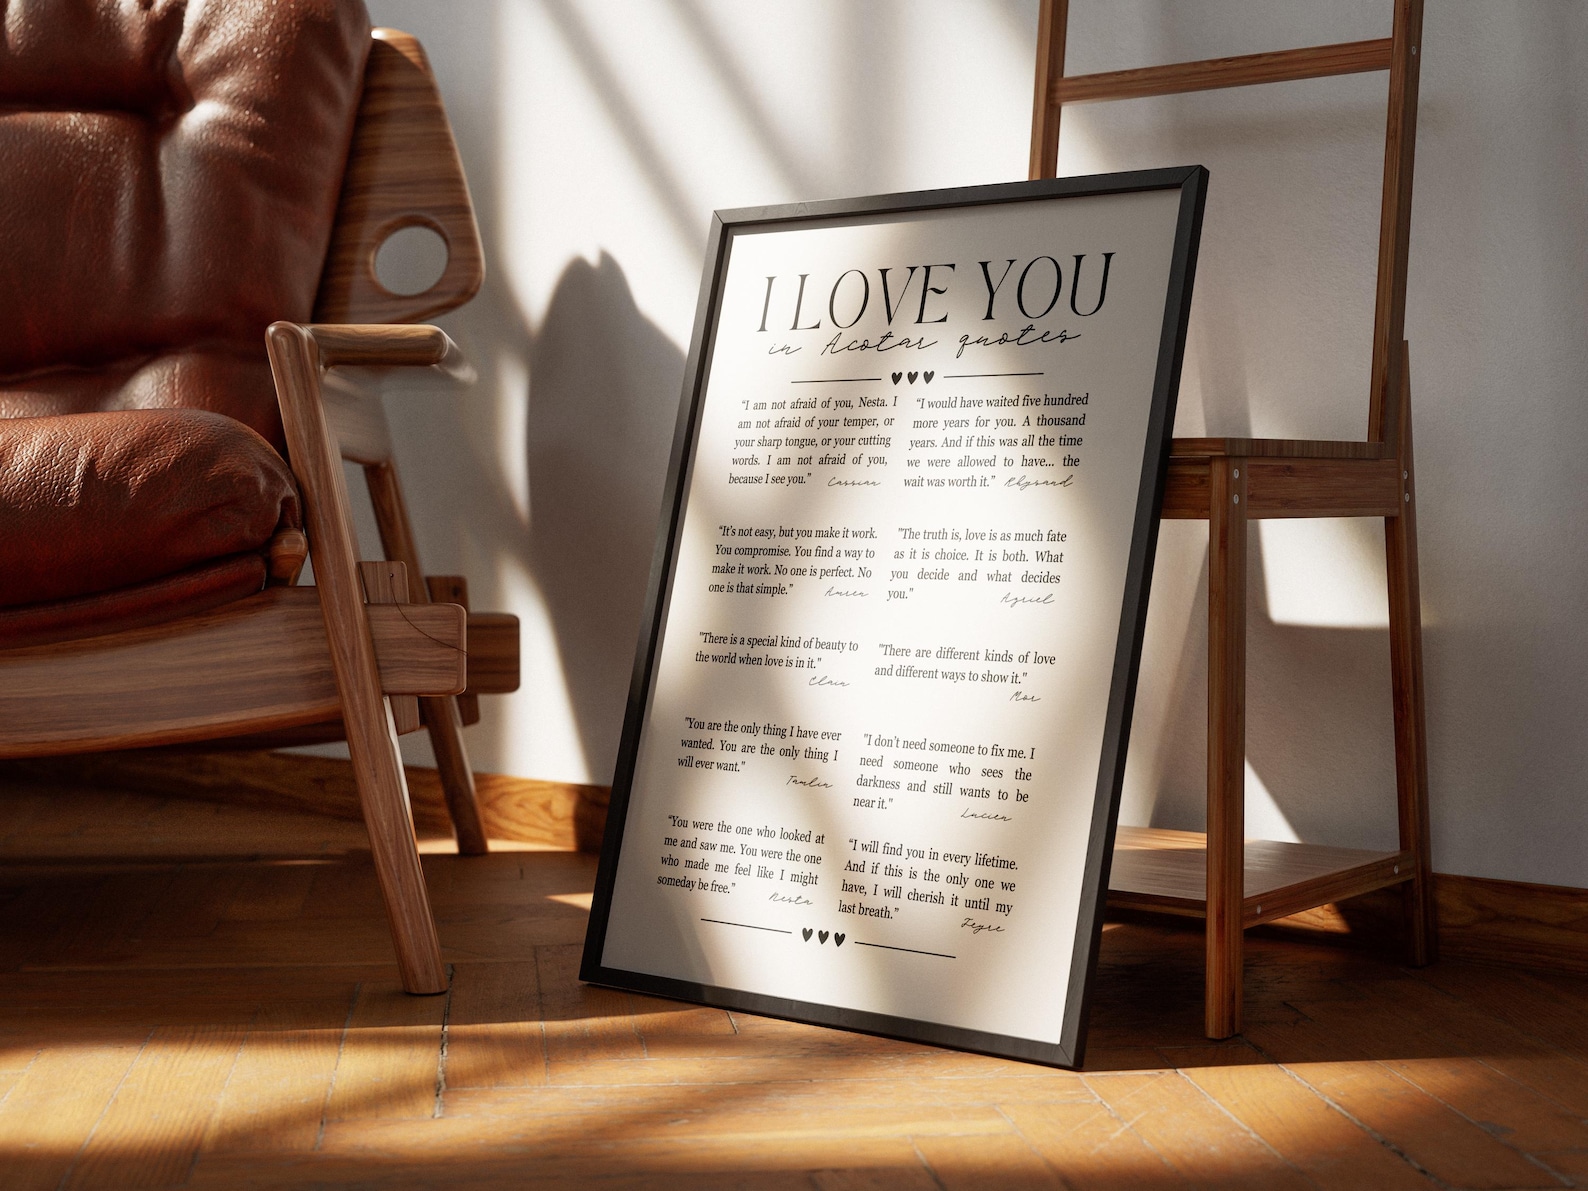 I LOVE YOU
in Acotar quotes
“I am not afraid of you, Nesta. I
am not afraid of your temper, or
your sharp tongue, or your cutting
words. I am not afraid of you,
because I see you.” Cassian
“I would have waited five hundred
more years for you. A thousand
years. And if this was all the time
we were allowed to have... the
wait was worth it.” Rhysand
“It’s not easy, but you make it work.
You compromise. You find a way to
make it work. No one is perfect. No
one is that simple.” Amren
"The truth is, love is as much fate
as it is choice. It is both. What
you decide and what decides
you." Azriel
"There is a special kind of beauty to
the world when love is in it."
Elain
"There are different kinds of love
and different ways to show it."
Mor
"You are the only thing I have ever
wanted. You are the only thing I
will ever want."
Tamlin
"I don’t need someone to fix me. I
need someone who sees the
darkness and still wants to be
near it."
Lucien
“You were the one who looked at
me and saw me. You were the one
who made me feel like I might
someday be free.”
Nesta
“I will find you in every lifetime.
And if this is the only one we
have, I will cherish it until my
last breath.”
Feyre